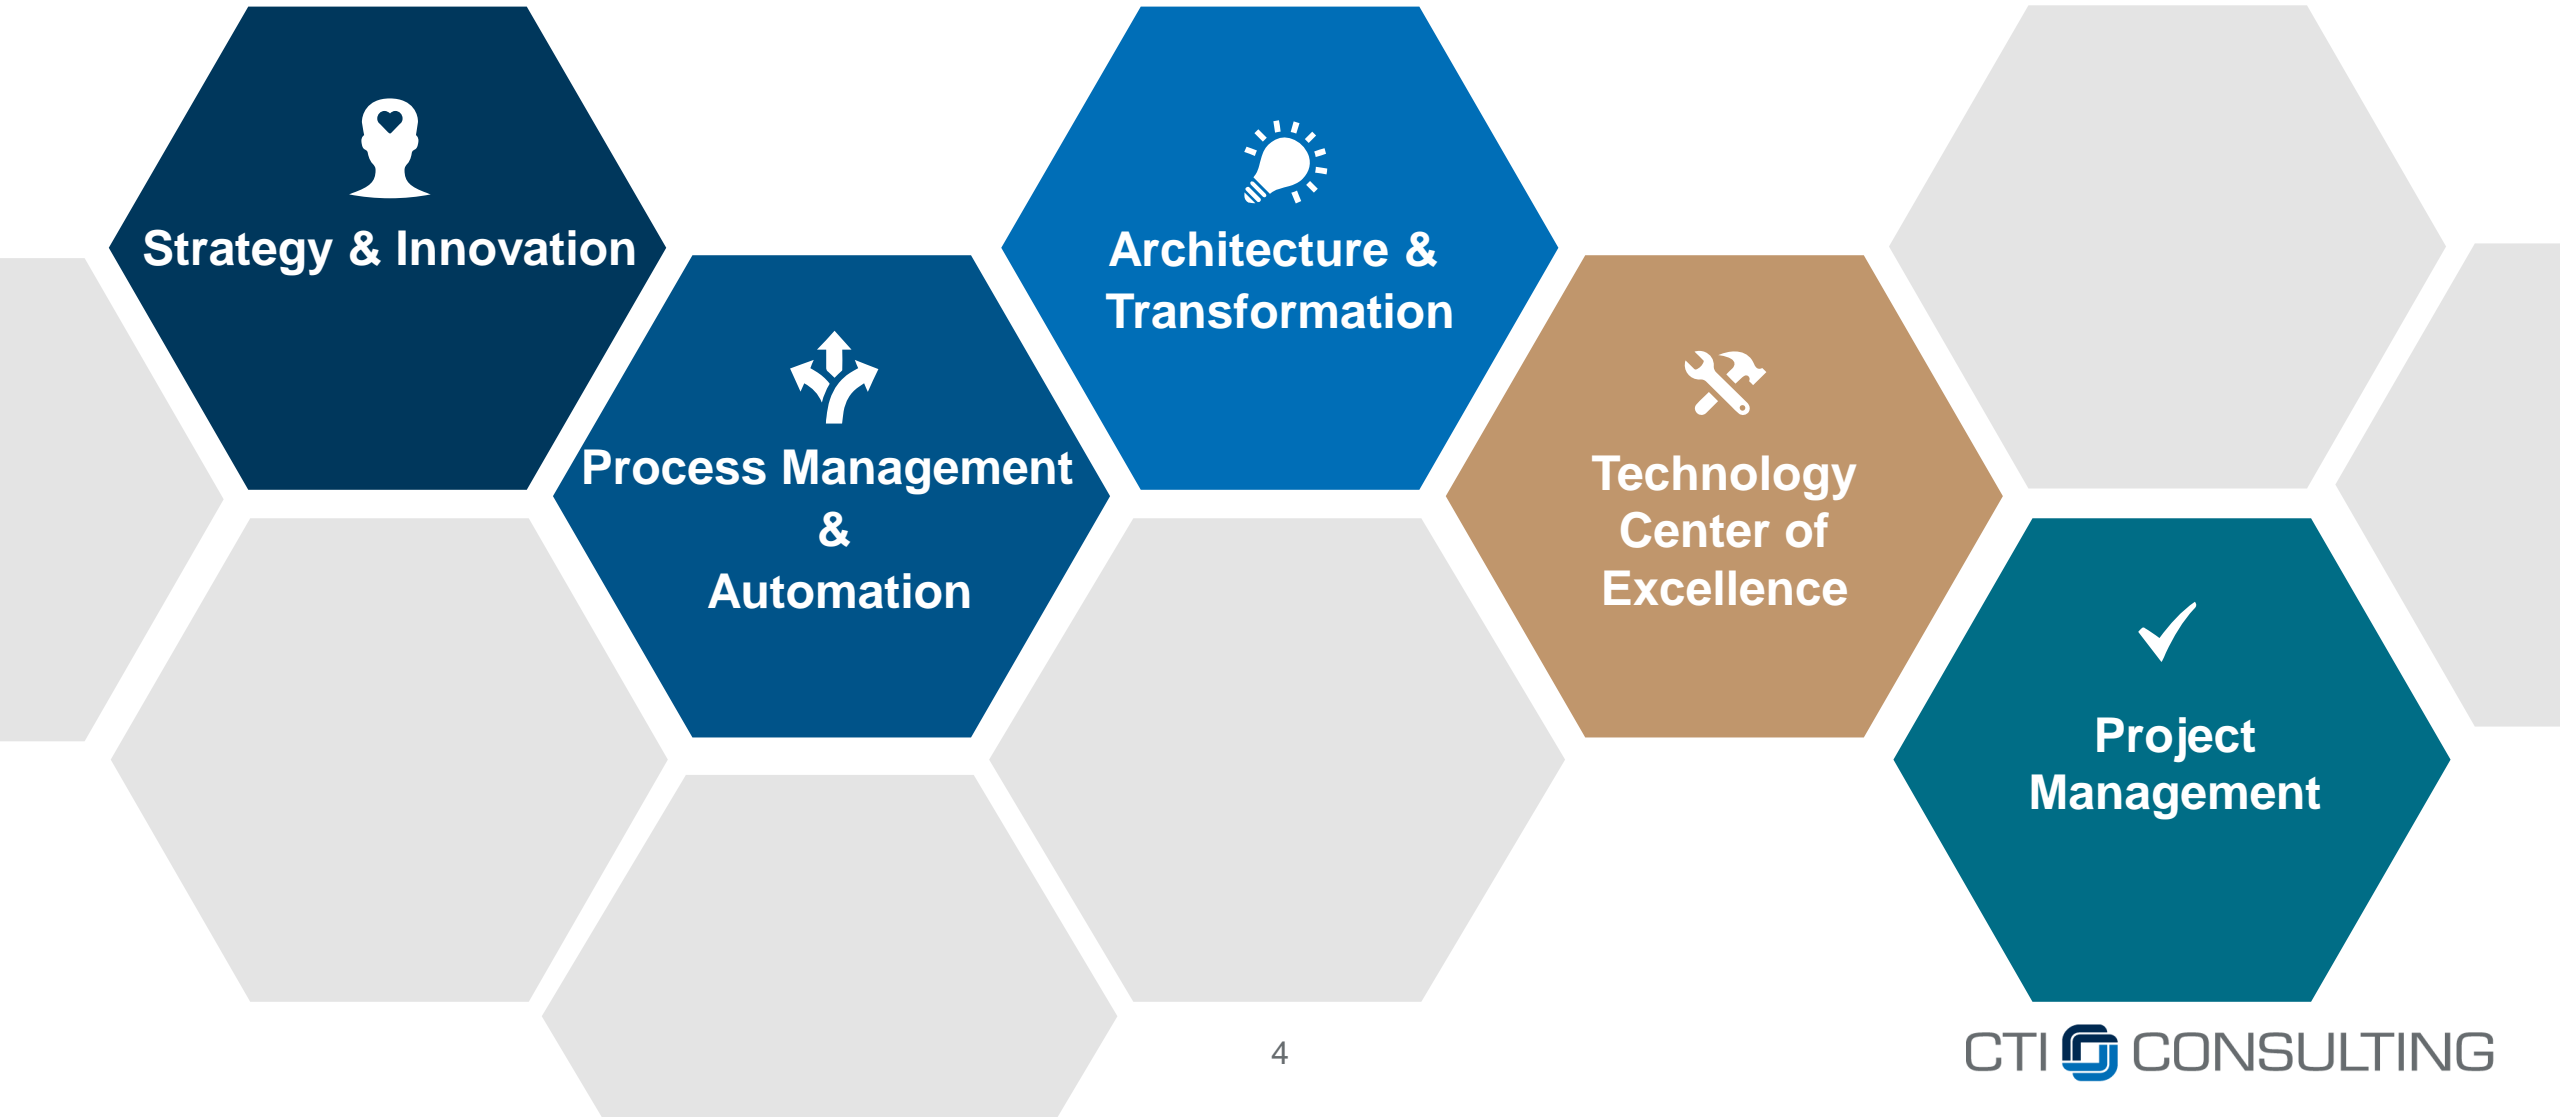 Strategy & Innovation
Process Management
&
Automation
Architecture &
Transformation
Technology
Center of
Excellence
Project
Management
4
CTI CONSULTING